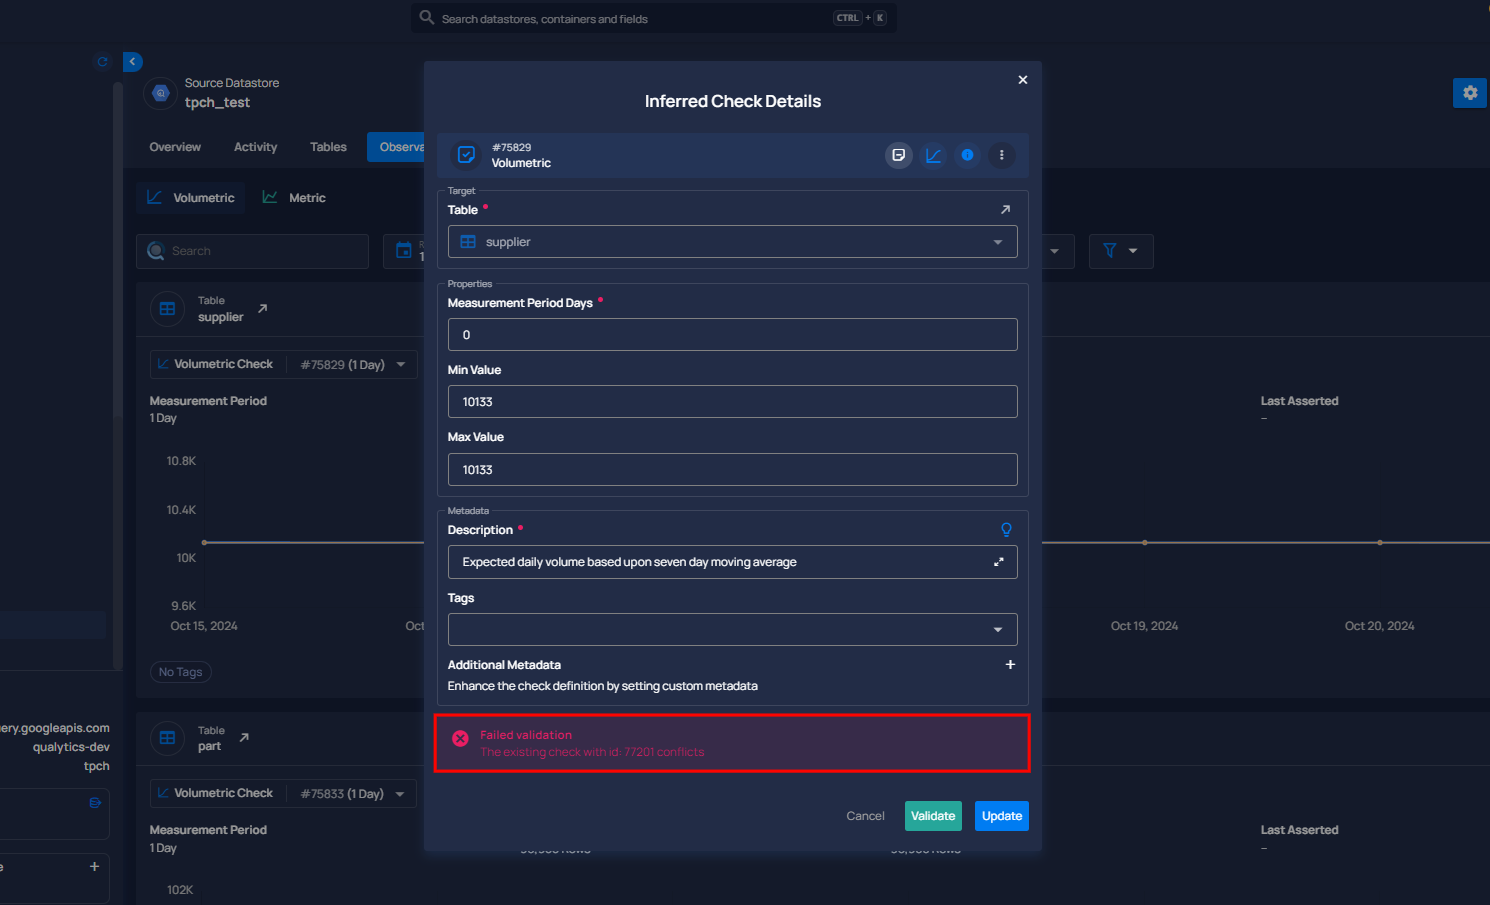 Search datastores, containers and fields
CTRL + K
Source Datastore
tpch_test
Overview
Activity
Tables
Observa
Volumetric
Metric
Search
1
Table
supplier
Volumetric Check
#75829 (1 Day)
Measurement Period
1 Day
Last Asserted
–
10.8K
10.4K
10K
9.6K
Oct 15, 2024
Oct
Oct 19, 2024
Oct 20, 2024
No Tags
Table
part
Volumetric Check
#75833 (1 Day)
Measurement Period
1 Day
Last Asserted
–
102K
ery.googleapis.com
qualytics-dev
tpch
e
+
Inferred Check Details
#75829
Volumetric
Target
Table •
supplier
Properties
Measurement Period Days •
0
Min Value
10133
Max Value
10133
Metadata
Description •
Expected daily volume based upon seven day moving average
Tags
Additional Metadata
+
Enhance the check definition by setting custom metadata
Failed validation
The existing check with id: 77201 conflicts
Cancel
Validate
Update